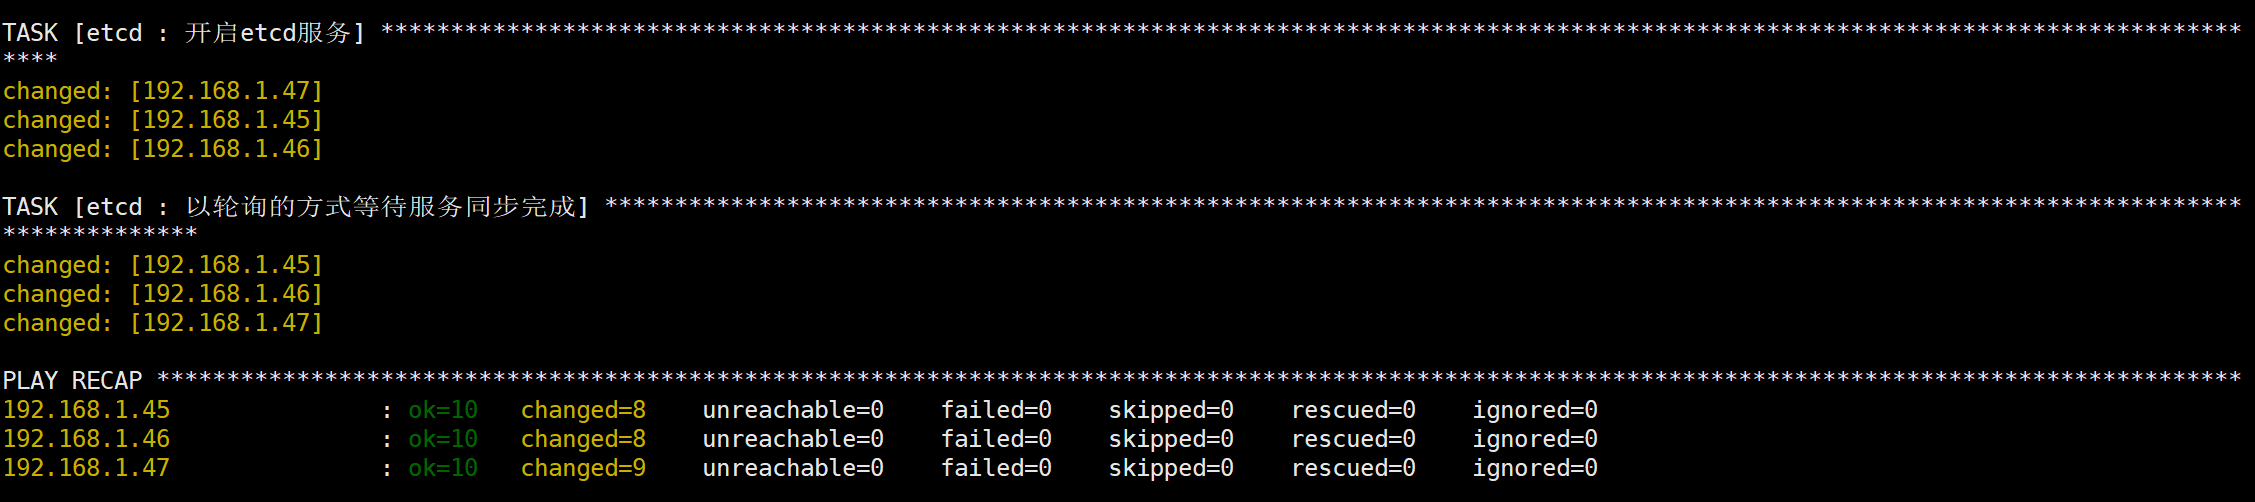 TASK [etcd : 开启etcd服务] *************************************************************************************************************************************
****
changed: [192.168.1.47]
changed: [192.168.1.45]
changed: [192.168.1.46]
TASK [etcd : 以轮询的方式等待服务同步完成] *********************************************************************************************************************
**************
changed: [192.168.1.45]
changed: [192.168.1.46]
changed: [192.168.1.47]
PLAY RECAP *****************************************************************************************************************************************************
192.168.1.45 : ok=10 changed=8 unreachable=0 failed=0 skipped=0 rescued=0 ignored=0
192.168.1.46 : ok=10 changed=8 unreachable=0 failed=0 skipped=0 rescued=0 ignored=0
192.168.1.47 : ok=10 changed=9 unreachable=0 failed=0 skipped=0 rescued=0 ignored=0